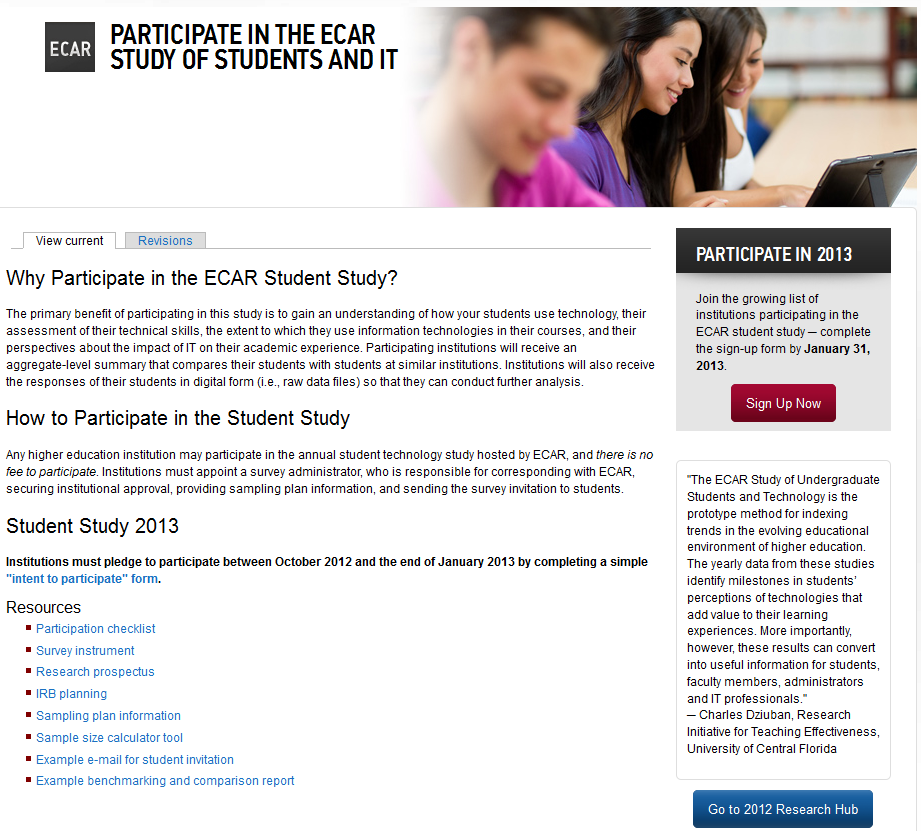 ECAR
PARTICIPATE IN THE ECAR
STUDY OF STUDENTS AND IT
View current
Revisions
Why Participate in the ECAR Student Study?
The primary benefit of participating in this study is to gain an understanding of how your students use technology, their
assessment of their technical skills, the extent to which they use information technologies in their courses, and their
perspectives about the impact of IT on their academic experience. Participating institutions will receive an
aggregate-level summary that compares their students with students at similar institutions. Institutions will also receive
the responses of their students in digital form (i.e., raw data files) so that they can conduct further analysis.
How to Participate in the Student Study
Any higher education institution may participate in the annual student technology study hosted by ECAR, and there is no
fee to participate. Institutions must appoint a survey administrator, who is responsible for corresponding with ECAR,
securing institutional approval, providing sampling plan information, and sending the survey invitation to students.
Student Study 2013
Institutions must pledge to participate between October 2012 and the end of January 2013 by completing a simple
"intent to participate" form.
Resources
Participation checklist
Survey instrument
Research prospectus
IRB planning
Sampling plan information
Sample size calculator tool
Example e-mail for student invitation
Example benchmarking and comparison report
PARTICIPATE IN 2013
Join the growing list of
institutions participating in the
ECAR student study — complete
the sign-up form by January 31,
2013.
Sign Up Now
"The ECAR Study of Undergraduate
Students and Technology is the
prototype method for indexing
trends in the evolving educational
environment of higher education.
The yearly data from these studies
identify milestones in students'
perceptions of technologies that
add value to their learning
experiences. More importantly,
however, these results can convert
into useful information for students,
faculty members, administrators
and IT professionals."
— Charles Dziuban, Research
Initiative for Teaching Effectiveness,
University of Central Florida
Go to 2012 Research Hub